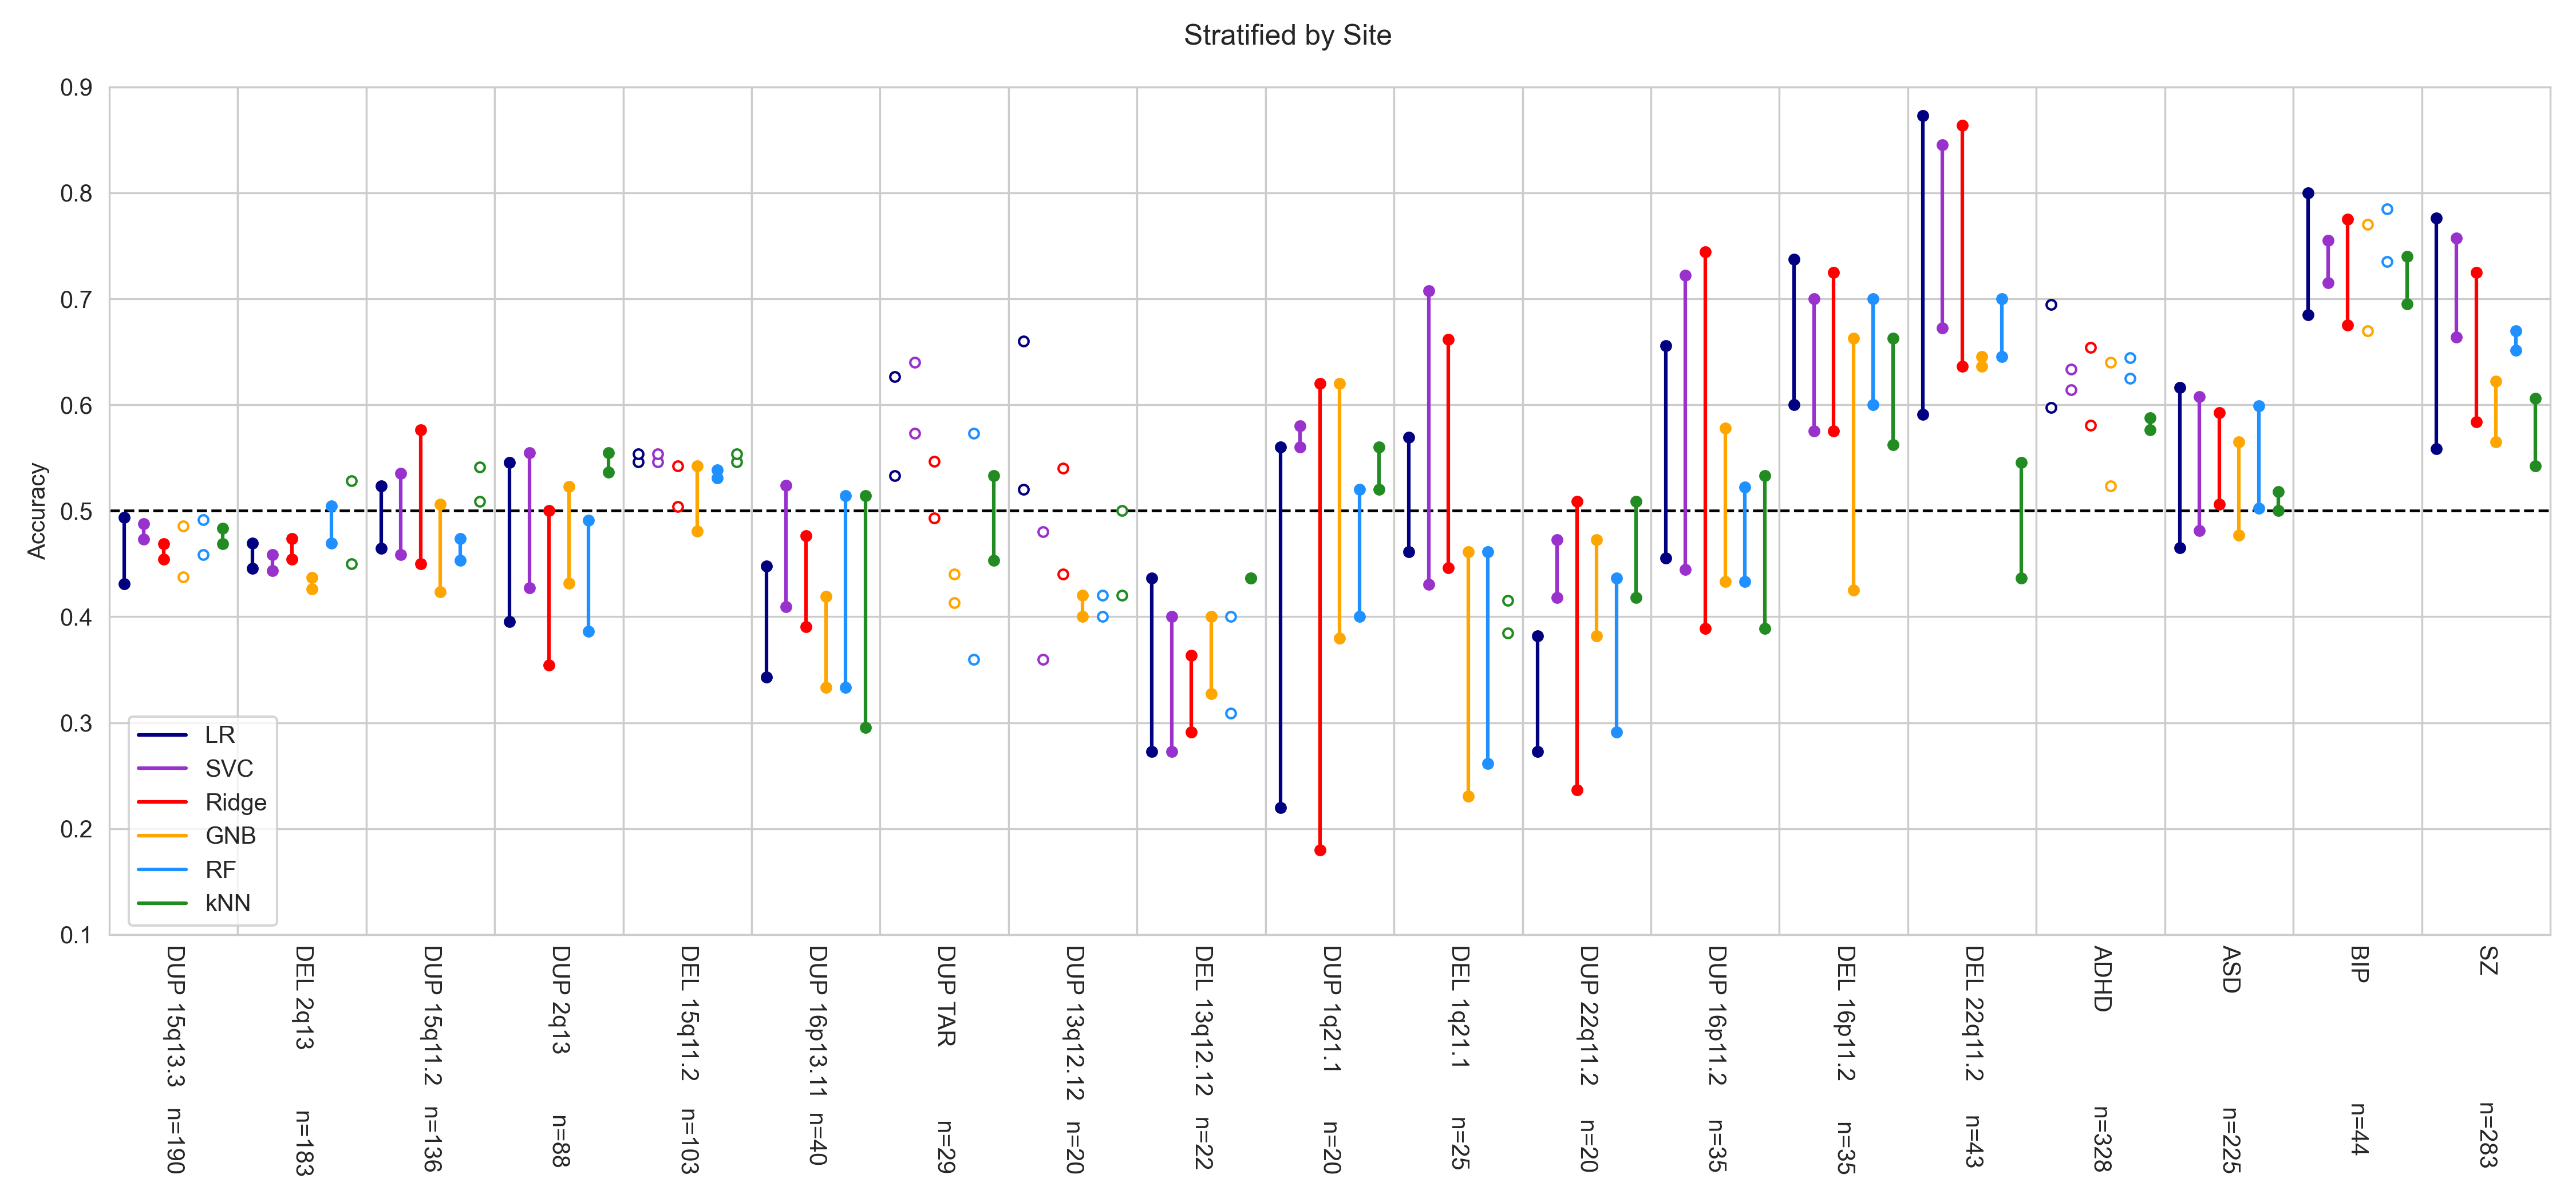 Stratified by Site
Accuracy
0.9
0.8
0.7
0.6
0.5
0.4
0.3
0.2
0.1
LR
SVC
Ridge
GNB
RF
kNN
DUP 15q13.3 n=190
DEL 2q13 n=183
DUP 15q11.2 n=136
DUP 2q13 n=88
DEL 15q11.2 n=103
DUP 16p13.11 n=40
DUP TAR n=29
DUP 13q12.12 n=20
DEL 13q12.12 n=22
DUP 1q21.1 n=20
DEL 1q21.1 n=25
DUP 22q11.2 n=20
DUP 16p11.2 n=35
DEL 16p11.2 n=35
DEL 22q11.2 n=43
ADHD n=328
ASD n=225
BIP n=44
SZ n=283